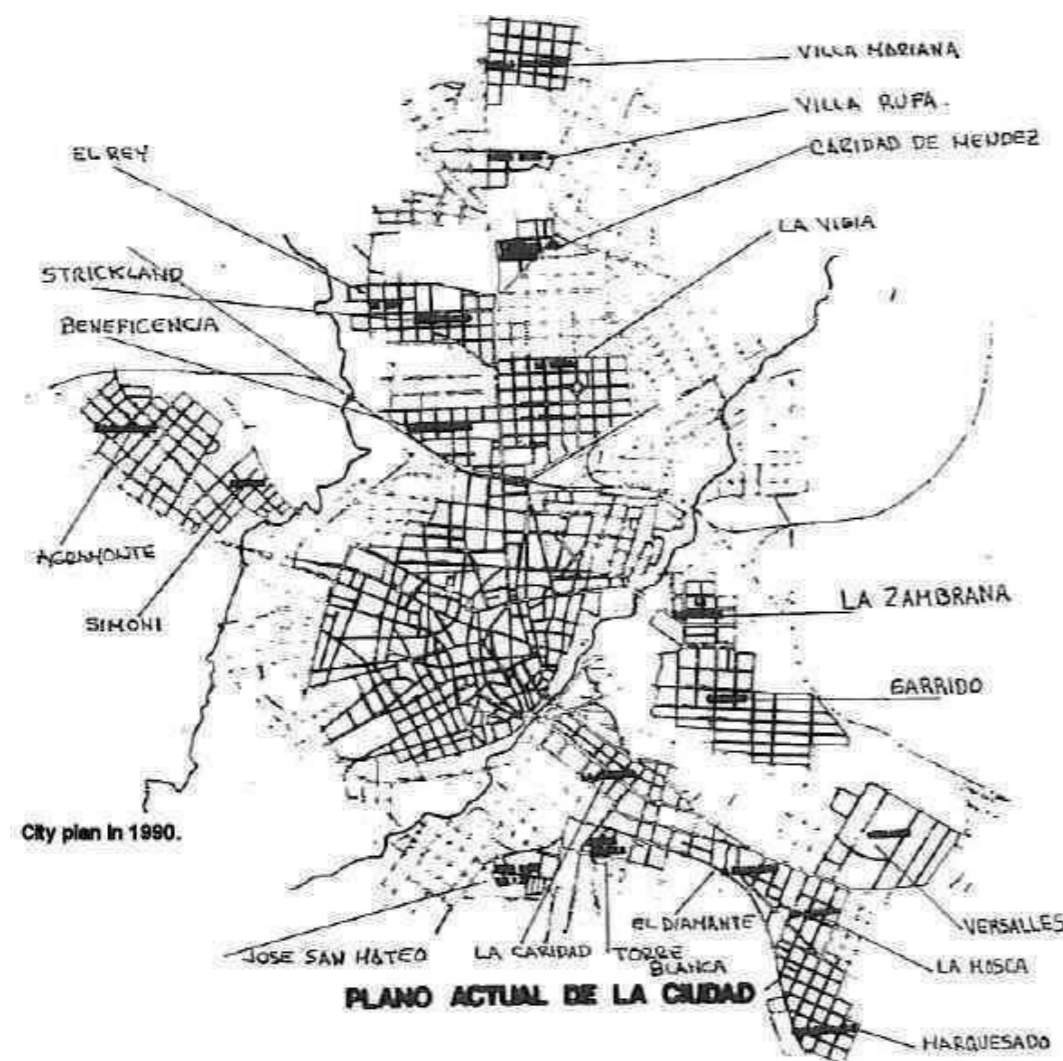 VILLA MARIANA
VILLA RUFA.
CARIDAD DE MENDEZ
EL REY
LA VIGIA
STRICKLAND
BENEFICENCIA
AGRAMONTE
SIMONI
LA ZAMBRANA
GARRIDO
City plan in 1990.
VERSALLES
EL DIAMANTE
JOSE SAN MATEO
LA CARIDAD
TORRE
BLANCA
LA MOSCA
PLANO ACTUAL DE LA CIUDAD
MARQUESADO